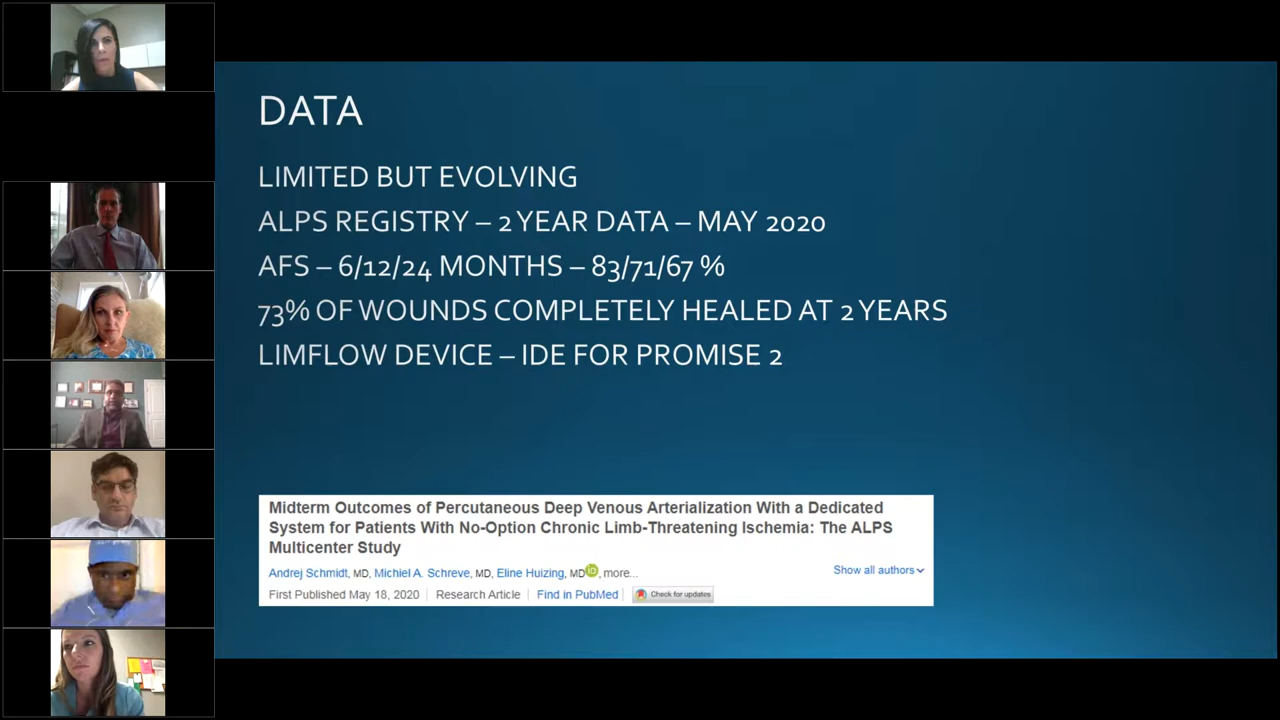 DATA
LIMITED BUT EVOLVING
ALPS REGISTRY – 2 YEAR DATA – MAY 2020
AFS – 6/12/24 MONTHS – 83/71/67 %
73% OF WOUNDS COMPLETELY HEALED AT 2 YEARS
LIMFLOW DEVICE – IDE FOR PROMISE 2
Midterm Outcomes of Percutaneous Deep Venous Arterialization With a Dedicated
System for Patients With No-Option Chronic Limb-Threatening Ischemia: The ALPS
Multicenter Study
Andrej Schmidt, MD, Michiel A. Schreve, MD, Eline Huizing, MD iD, more...
Show all authors
First Published May 18, 2020 | Research Article | Find in PubMed | Check for updates